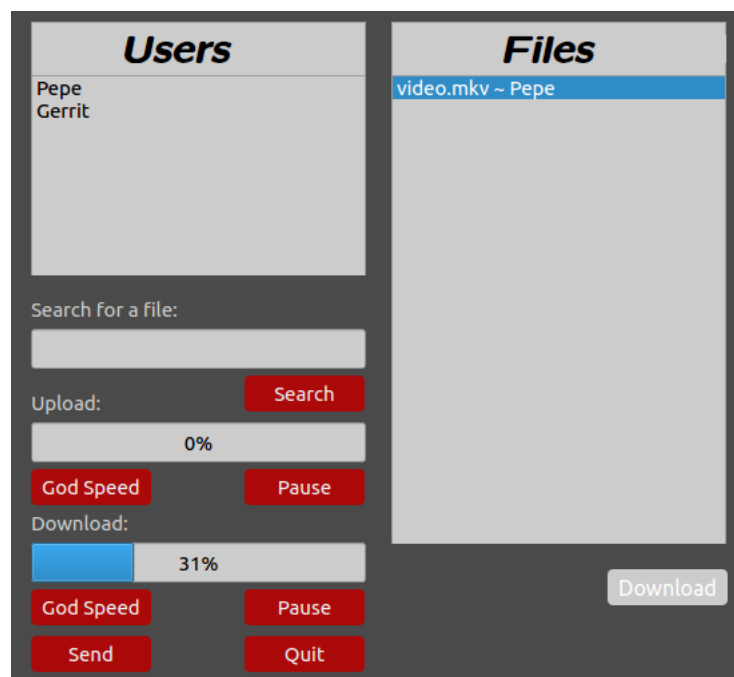 Users
Pepe
Gerrit
Search for a file:
Search
Upload:
0%
God Speed
Pause
Download:
31%
God Speed
Pause
Send
Quit
Files
video.mkv ~ Pepe
Download